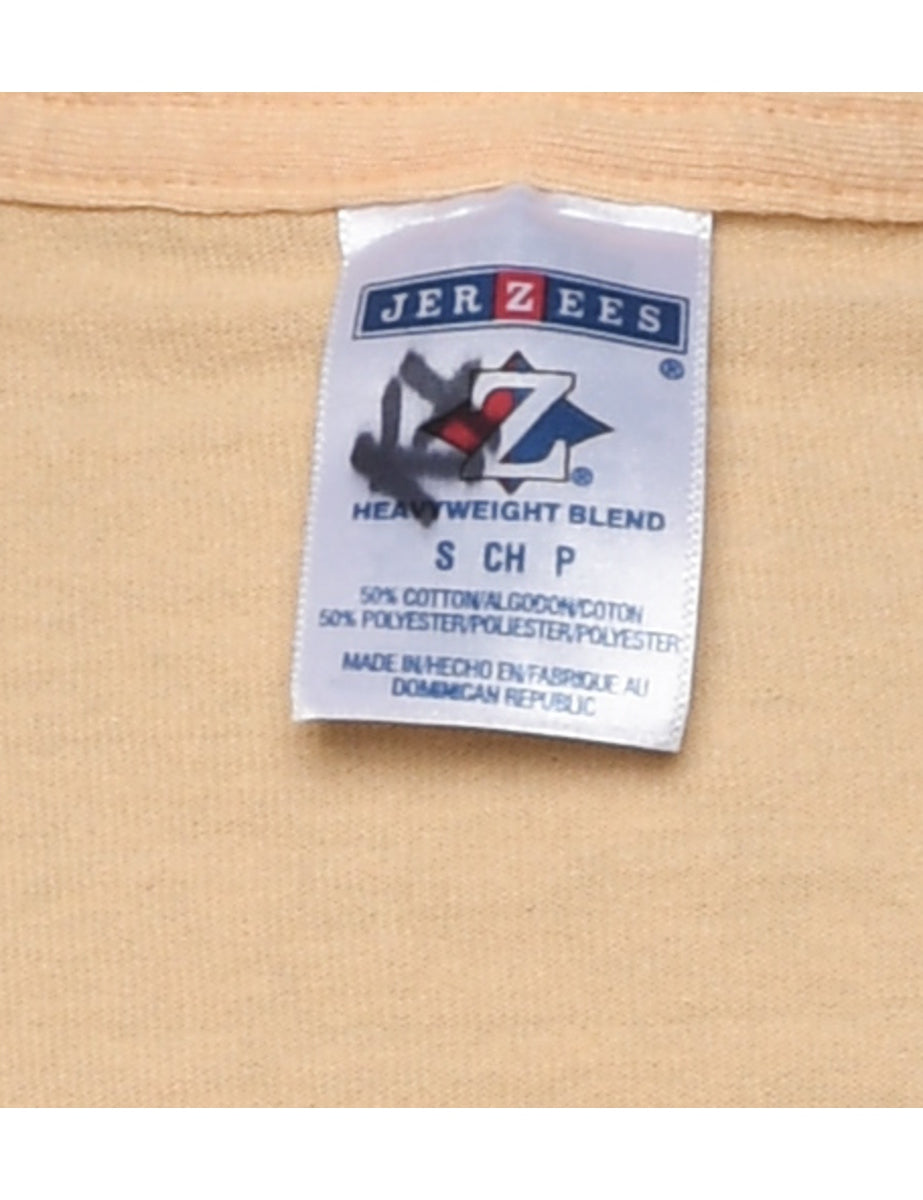 JERZEES
®
Z®
HEAVYWEIGHT BLEND
S CH P
50% COTTON/ALGODON/COTON
50% POLYESTER/POLIESTER/POLYESTER
MADE IN/HECHO EN/FABRIQUE AU
DOMINICAN REPUBLIC